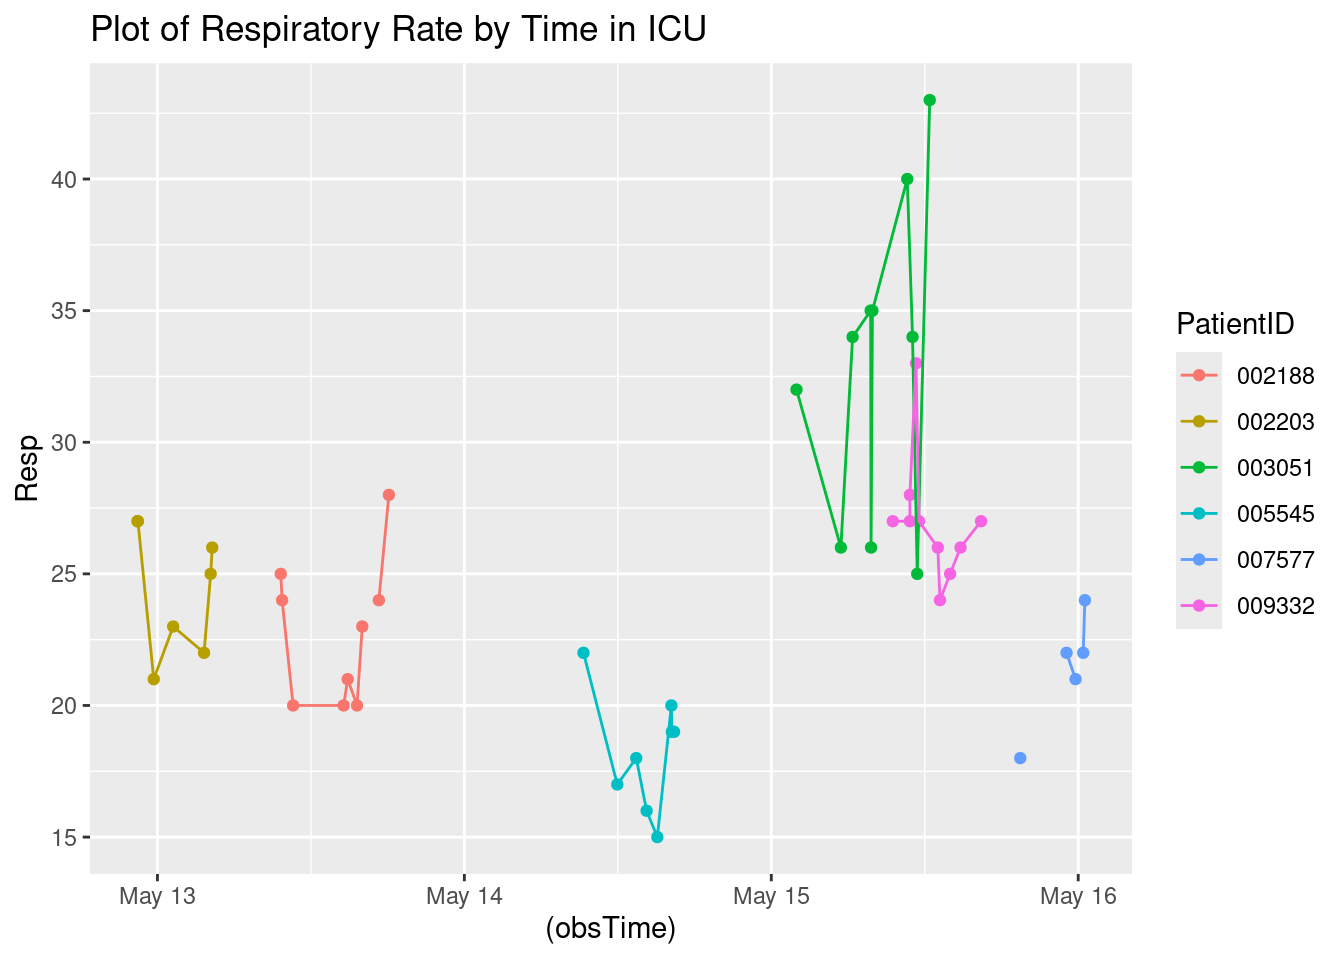 Plot of Respiratory Rate by Time in ICU
Resp
40
35
30
25
20
15
May 13
May 14
May 15
May 16
(obsTime)
PatientID
002188
002203
003051
005545
007577
009332